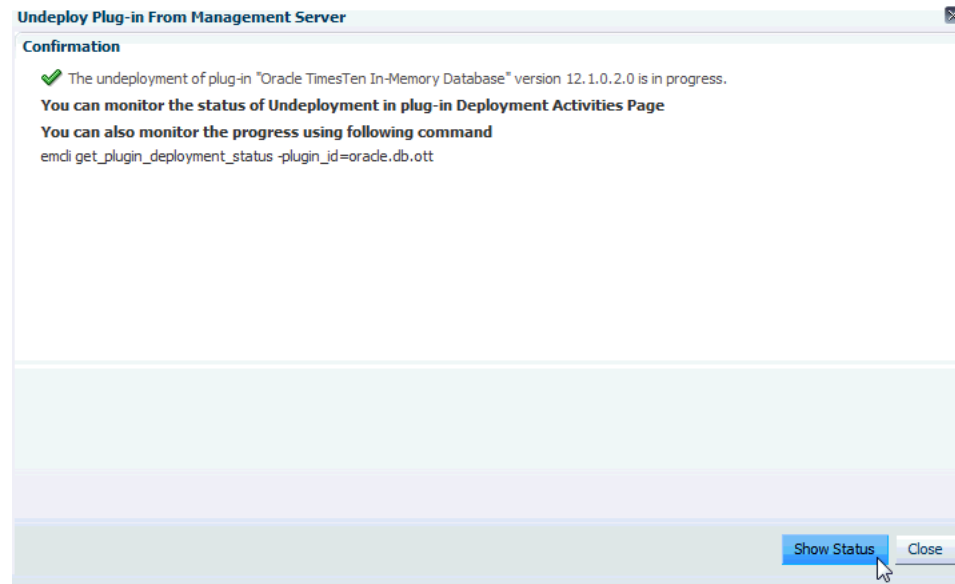 Undeploy Plug-in From Management Server
Confirmation
The undeployment of plug-in "Oracle TimesTen In-Memory Database" version 12.1.0.2.0 is in progress.
You can monitor the status of Undeployment in plug-in Deployment Activities Page
You can also monitor the progress using following command
emcli get_plugin_deployment_status -plugin_id=oracle.db.ott
Show Status Close